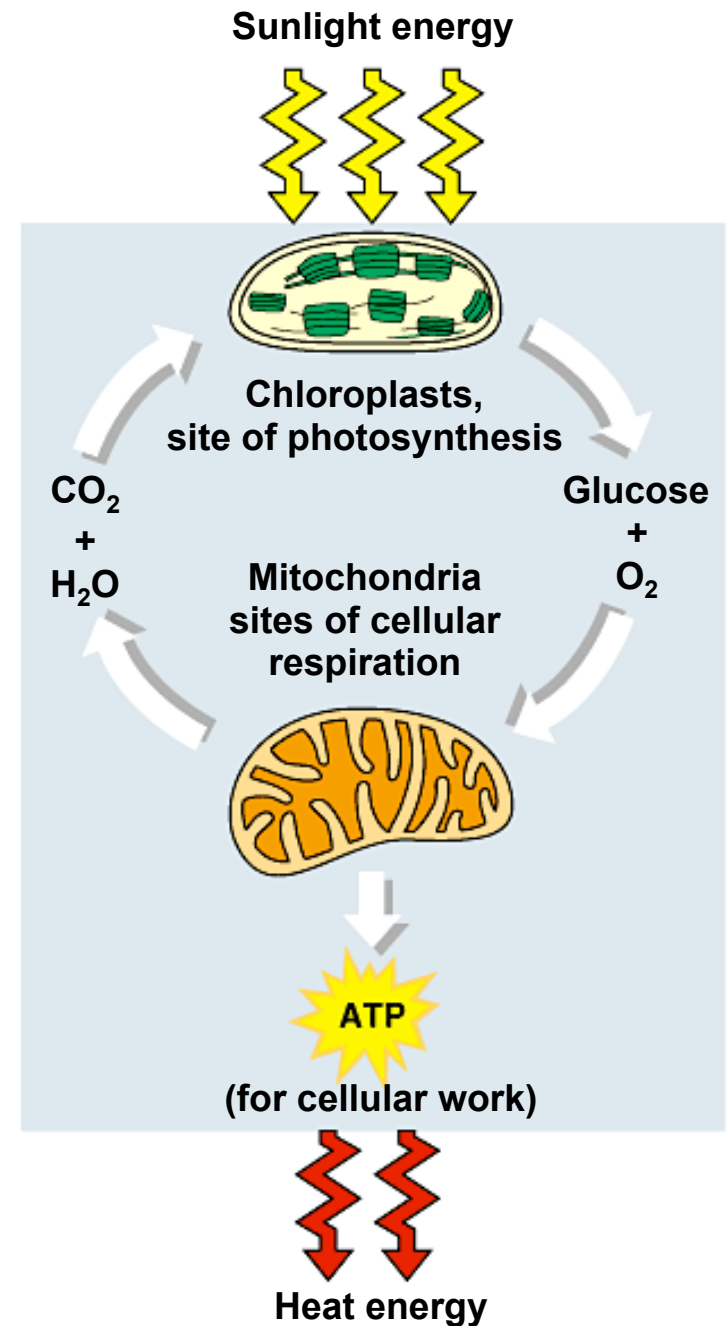 Sunlight energy
Chloroplasts,
site of photosynthesis
CO₂
+
H₂O
Glucose
+
O₂
Mitochondria
sites of cellular
respiration
ATP
(for cellular work)
Heat energy